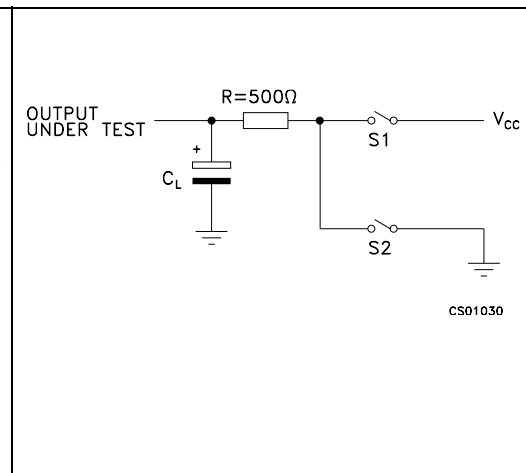 R=500Ω
OUTPUT
UNDER TEST
V_CC
S1
+
C_L
S2
CS01030